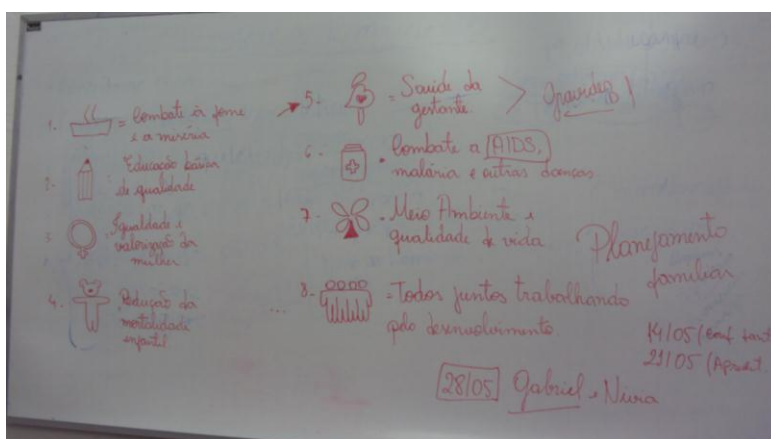 1. = Combate à fome
e a miséria
2. Educação básica
de qualidade
3. Igualdade e
valorização da
mulher
4. Redução da
mortalidade
infantil
5. = Saúde da
gestante > Gravidez
6. Combate a AIDS,
malária e outras doenças
7. Meio Ambiente e
qualidade de vida
8. = Todos juntos trabalhando
pelo desenvolvimento.
...
Planejamento
familiar
14/05
21/05 (Apresent.
28/05 Gabriel e Nivia